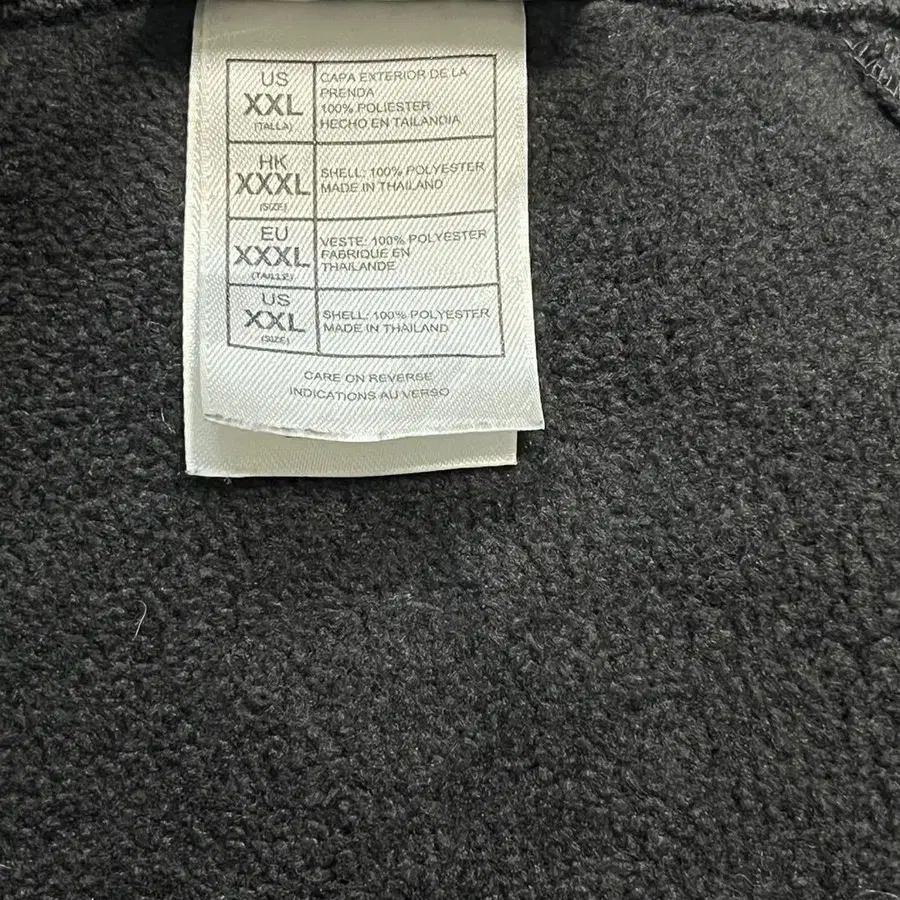 US
XXL
(TALLA)
CAPA EXTERIOR DE LA
PRENDA
100% POLIESTER
HECHO EN TAILANDIA
HK
XXXL
(SIZE)
SHELL: 100% POLYESTER
MADE IN THAILAND
EU
XXXL
(TAILLE)
VESTE: 100% POLYESTER
FABRIQUE EN
THAILANDE
US
XXL
(SIZE)
SHELL: 100% POLYESTER
MADE IN THAILAND
CARE ON REVERSE
INDICATIONS AU VERSO